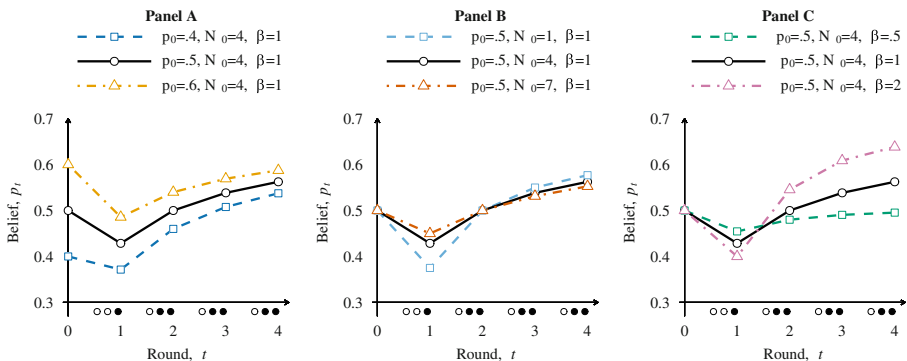 Panel A
p0=.4, N 0=4, β=1
p0=.5, N 0=4, β=1
p0=.6, N 0=4, β=1
Belief, pt
0.7
0.6
0.5
0.4
0.3
0 1 2 3 4
Round, t
Panel B
p0=.5, N 0=1, β=1
p0=.5, N 0=4, β=1
p0=.5, N 0=7, β=1
Belief, pt
0.7
0.6
0.5
0.4
0.3
0 1 2 3 4
Round, t
Panel C
p0=.5, N 0=4, β=.5
p0=.5, N 0=4, β=1
p0=.5, N 0=4, β=2
Belief, pt
0.7
0.6
0.5
0.4
0.3
0 1 2 3 4
Round, t